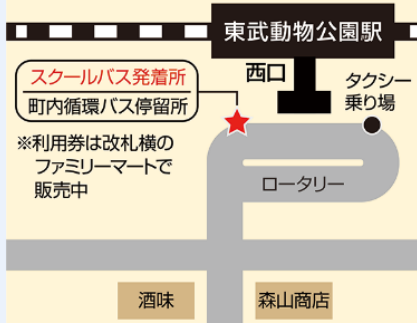 東武動物公園駅
西口
スクールバス発着所
町内循環バス停留所
タクシー
乗り場
※利用券は改札横の
ファミリーマートで
販売中
ロータリー
酒味
森山商店